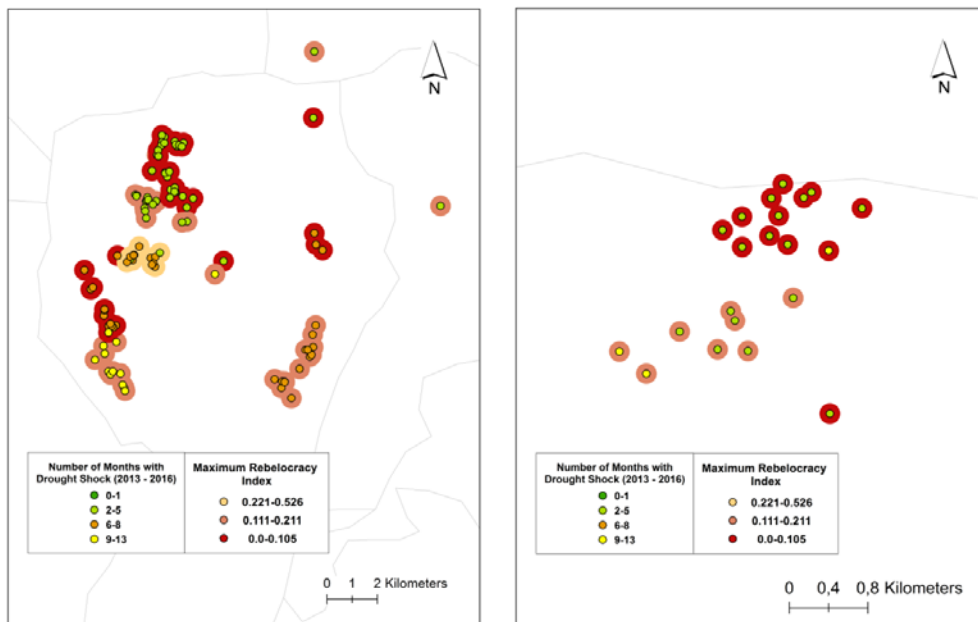 N
Number of Months with
Drought Shock (2013 - 2016)
0-1
2-5
6-8
9-13
Maximum Rebelocracy
Index
0.221-0.526
0.111-0.211
0.0-0.105
0 1 2 Kilometers
N
Number of Months with
Drought Shock (2013 - 2016)
0-1
2-5
6-8
9-13
Maximum Rebelocracy
Index
0.221-0.526
0.111-0.211
0.0-0.105
0 0,4 0,8 Kilometers